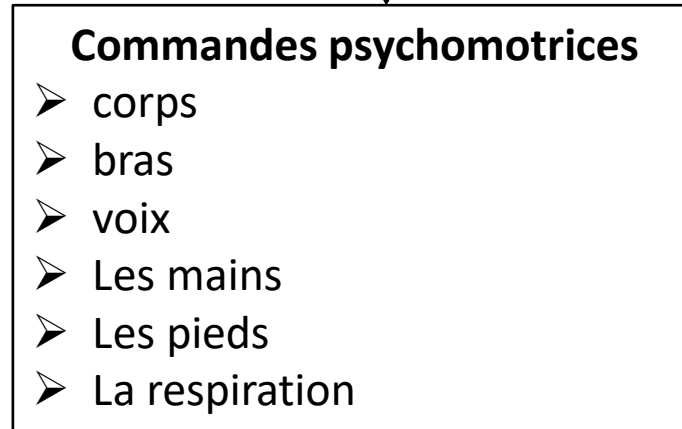 Commandes psychomotrices
➢ corps
➢ bras
➢ voix
➢ Les mains
➢ Les pieds
➢ La respiration